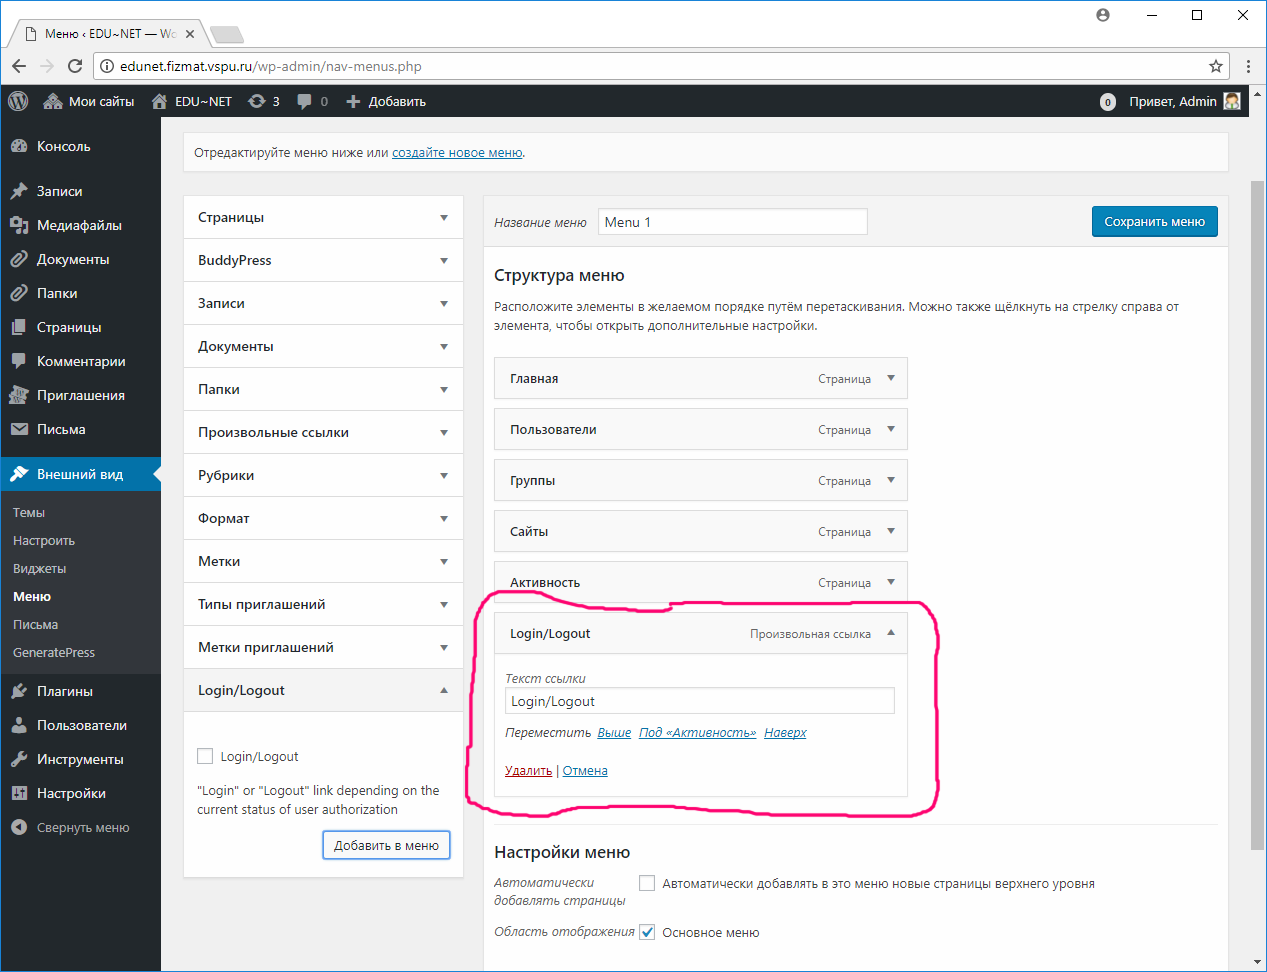 Меню ‹ EDU~NET — Wo
edunet.fizmat.vspu.ru/wp-admin/nav-menus.php
Мои сайты EDU~NET 3 0 Добавить 0 Привет, Admin
Консоль
Записи
Медиафайлы
Документы
Папки
Страницы
Комментарии
Приглашения
Письма
Внешний вид
Темы
Настроить
Виджеты
Меню
Письма
GeneratePress
Плагины
Пользователи
Инструменты
Настройки
Свернуть меню
Отредактируйте меню ниже или создайте новое меню.
Страницы
BuddyPress
Записи
Документы
Папки
Произвольные ссылки
Рубрики
Формат
Метки
Типы приглашений
Метки приглашений
Login/Logout
Login/Logout
"Login" or "Logout" link depending on the
current status of user authorization
Добавить в меню
Название меню Menu 1 Сохранить меню
Структура меню
Расположите элементы в желаемом порядке путём перетаскивания. Можно также щёлкнуть на стрелку справа от
элемента, чтобы открыть дополнительные настройки.
Главная Страница
Пользователи Страница
Группы Страница
Сайты Страница
Активность Страница
Login/Logout Произвольная ссылка
Текст ссылки
Login/Logout
Переместить Выше Под «Активность» Наверх
Удалить | Отмена
Настройки меню
Автоматически
добавлять страницы
Автоматически добавлять в это меню новые страницы верхнего уровня
Область отображения Основное меню